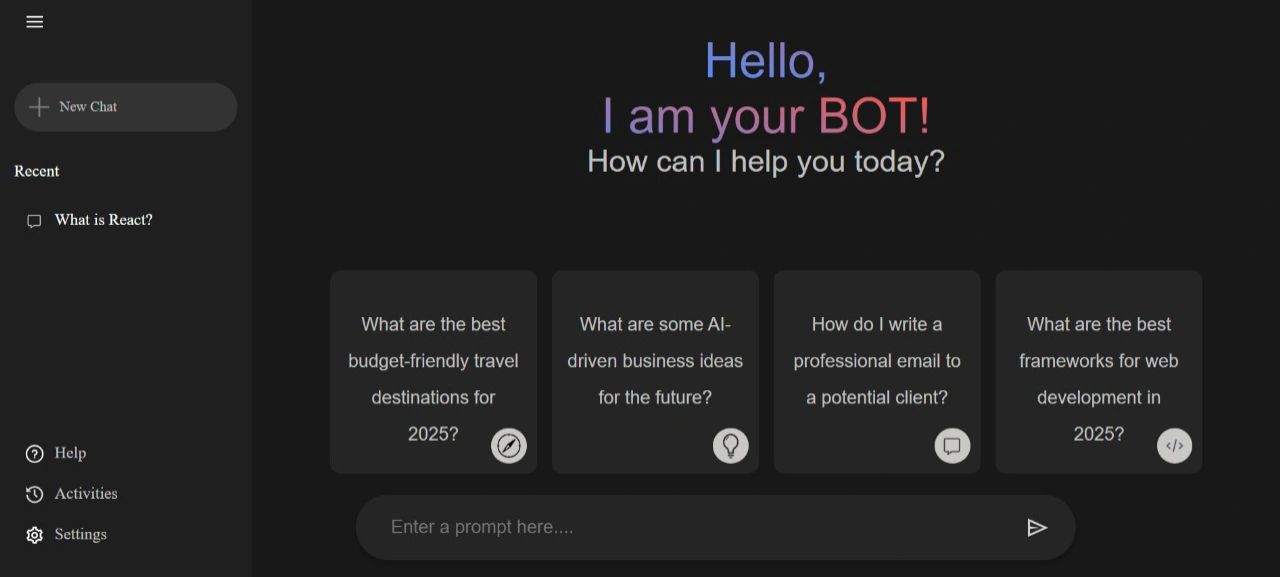 New Chat
Recent
What is React?
Help
Activities
Settings
Hello,
I am your BOT!
How can I help you today?
What are the best
budget-friendly travel
destinations for
2025?
What are some AI-
driven business ideas
for the future?
How do I write a
professional email to
a potential client?
What are the best
frameworks for web
development in
2025?
Enter a prompt here....